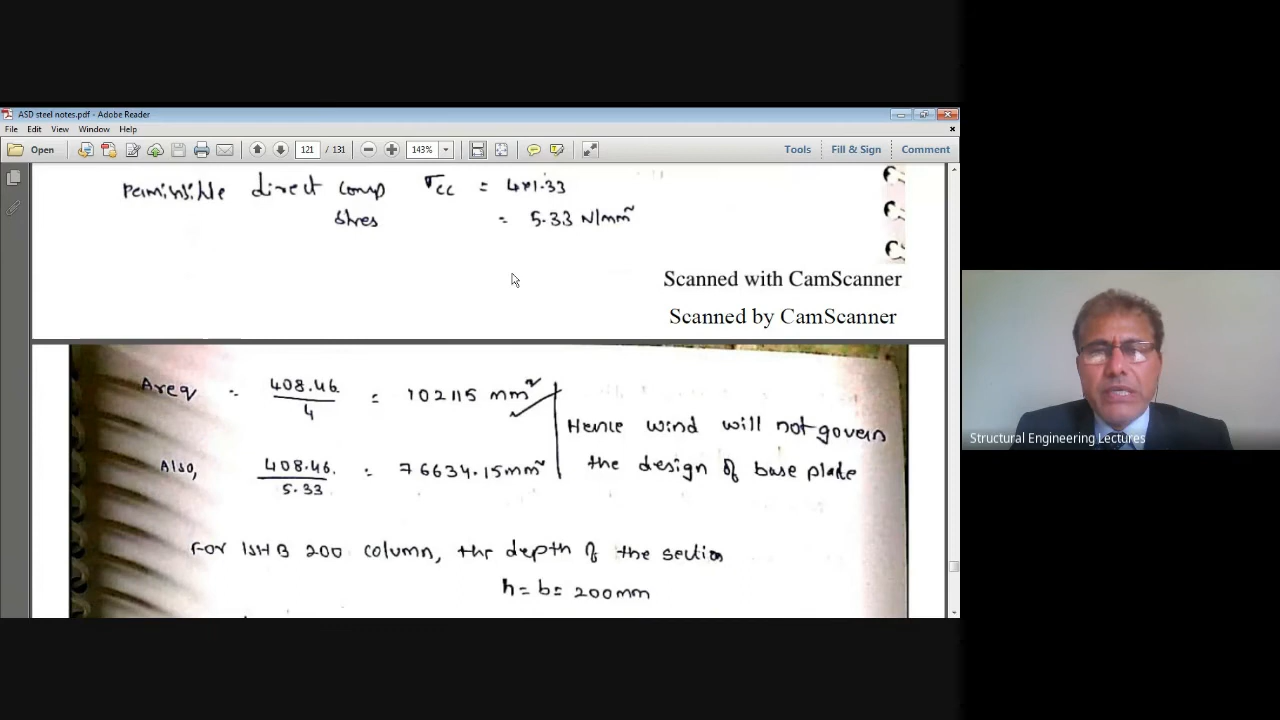 ASD steel notes.pdf - Adobe Reader
File Edit View Window Help
Open 121 / 131 143% Tools Fill & Sign Comment
permissible direct comp σcc = 4×1.33
stres = 5.33 N/mm²
Scanned with CamScanner
Scanned by CamScanner
Areq = 408.46 / 4 = 102115 mm²
Hence wind will not govern
Also, 408.46 / 5.33 = 76634.15mm²
the design of base plate
For ISHB 200 column, the depth of the section
h = b = 200mm
Structural Engineering Lectures